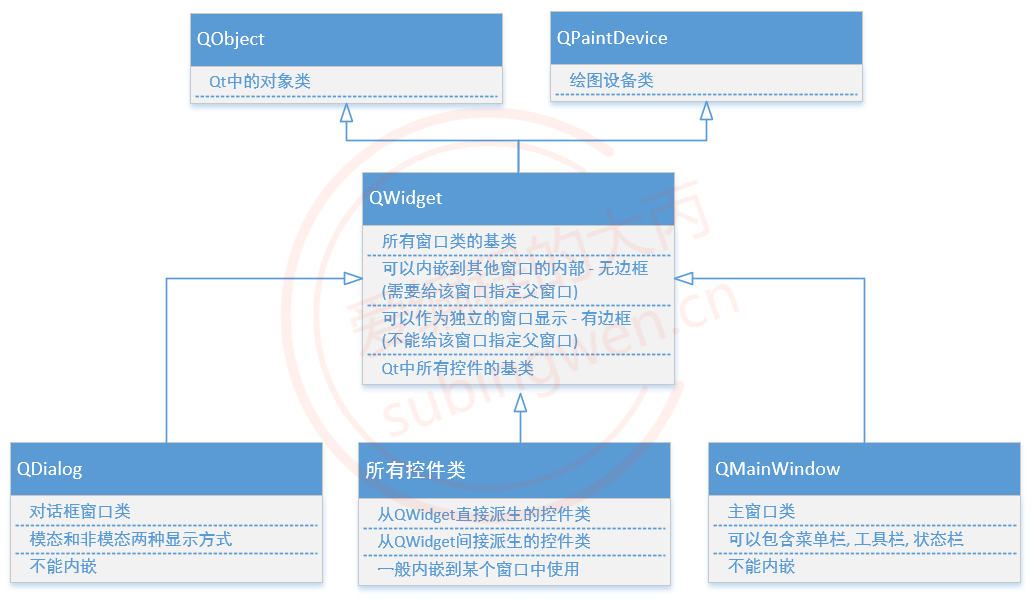 QObject
Qt中的对象类
QPaintDevice
绘图设备类
QWidget
所有窗口类的基类
可以内嵌到其他窗口的内部 - 无边框
(需要给该窗口指定父窗口)
可以作为独立的窗口显示 - 有边框
(不能给该窗口指定父窗口)
Qt中所有控件的基类
QDialog
对话框窗口类
模态和非模态两种显示方式
不能内嵌
所有控件类
从QWidget直接派生的控件类
从QWidget间接派生的控件类
一般内嵌到某个窗口中使用
QMainWindow
主窗口类
可以包含菜单栏, 工具栏, 状态栏
不能内嵌
subingwen.cn